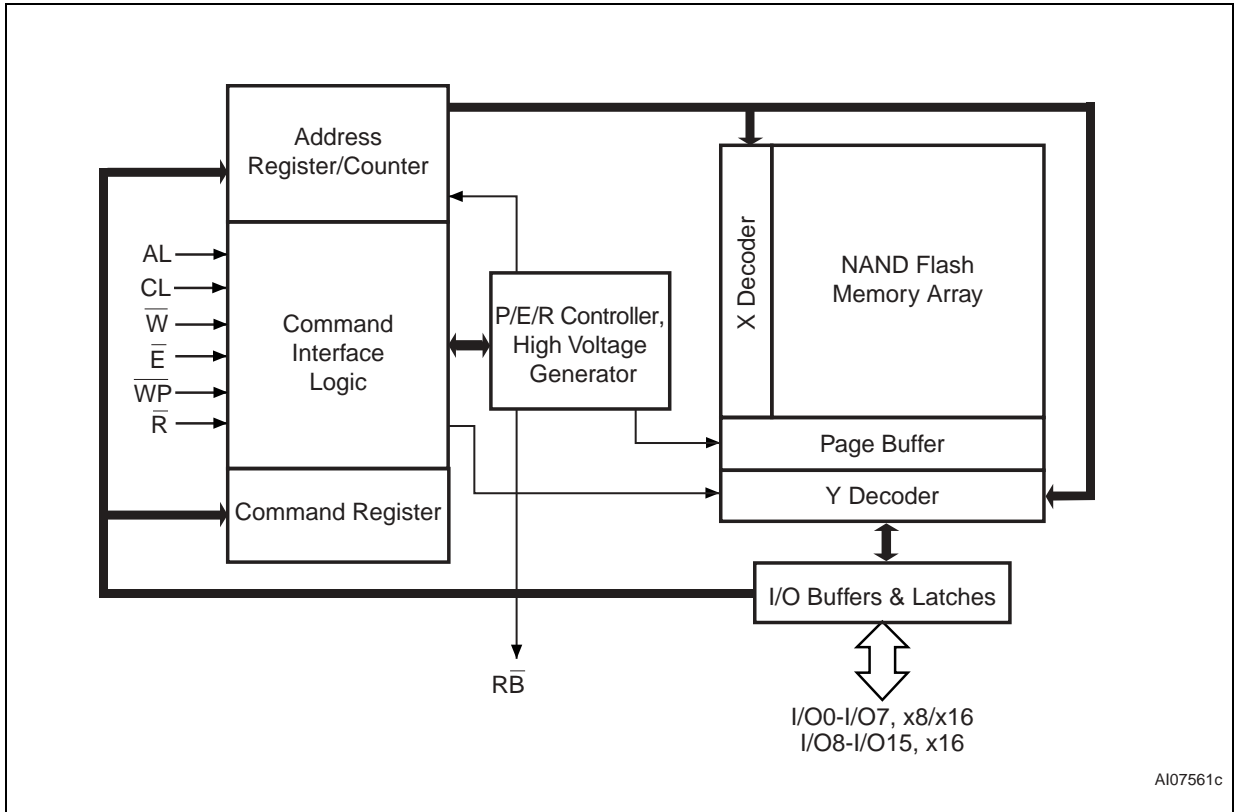 Address
Register/Counter
AL
CL
W̅
E̅
W̅P̅
R̅
Command
Interface
Logic
Command Register
P/E/R Controller,
High Voltage
Generator
RB̅
X Decoder
NAND Flash
Memory Array
Page Buffer
Y Decoder
I/O Buffers & Latches
I/O0-I/O7, x8/x16
I/O8-I/O15, x16
AI07561c